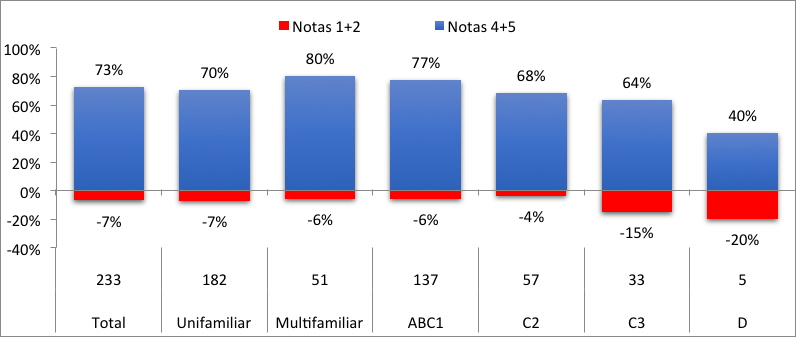 Notas 1+2 Notas 4+5
100%
80%
60%
40%
20%
0%
-20%
-40%
73% 70% 80% 77% 68% 64% 40%
-7% -7% -6% -6% -4% -15% -20%
233 182 51 137 57 33 5
Total Unifamiliar Multifamiliar ABC1 C2 C3 D